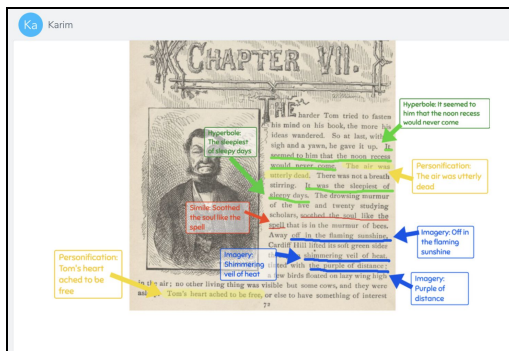 Ka Karim
CHAPTER VII.
THE harder Tom tried to fasten
his mind on his book, the more his
ideas wandered. So at last, with
sigh and a yawn, he gave it up. It
seemed to him that the noon recess
would never come. The air was
utterly dead. There was not a breath
stirring. It was the sleepiest of
sleepy days. The drowsing murmur
of the five and twenty studying
scholars, soothed the soul like the
spell that is in the murmur of bees.
Away off in the flaming sunshine,
Cardiff Hill lifted its soft green sides
shimmering veil of heat,
tinted with the purple of distance;
a few birds floated on lazy wing high
in the air; no other living thing was visible but some cows, and they were
Tom's heart ached to be free, or else to have something of interest
72
Hyperbole: It seemed to
him that the noon recess
would never come
Hyperbole:
The sleepiest
of sleepy days
Personification:
The air was utterly
dead
Simile: Soothed
the soul like the
spell
Imagery: Off in
the flaming
sunshine
Imagery:
Shimmering
veil of heat
Personification:
Tom's heart
ached to be
free
Imagery:
Purple of
distance